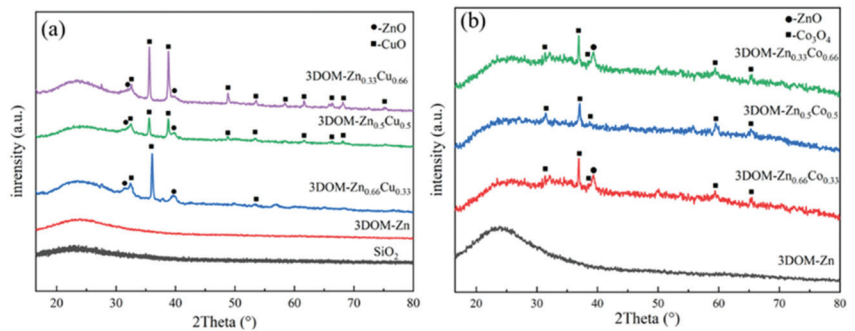 (a)
●-ZnO
■-CuO
3DOM-Zn0.33Cu0.66
3DOM-Zn0.5Cu0.5
3DOM-Zn0.66Cu0.33
3DOM-Zn
SiO2
inrensity (a.u.)
20 30 40 50 60 70 80
2Theta (°)
(b)
●-ZnO
■-Co3O4
3DOM-Zn0.33Co0.66
3DOM-Zn0.5Co0.5
3DOM-Zn0.66Co0.33
3DOM-Zn
intensity (a.u.)
20 30 40 50 60 70 80
2Theta (°)